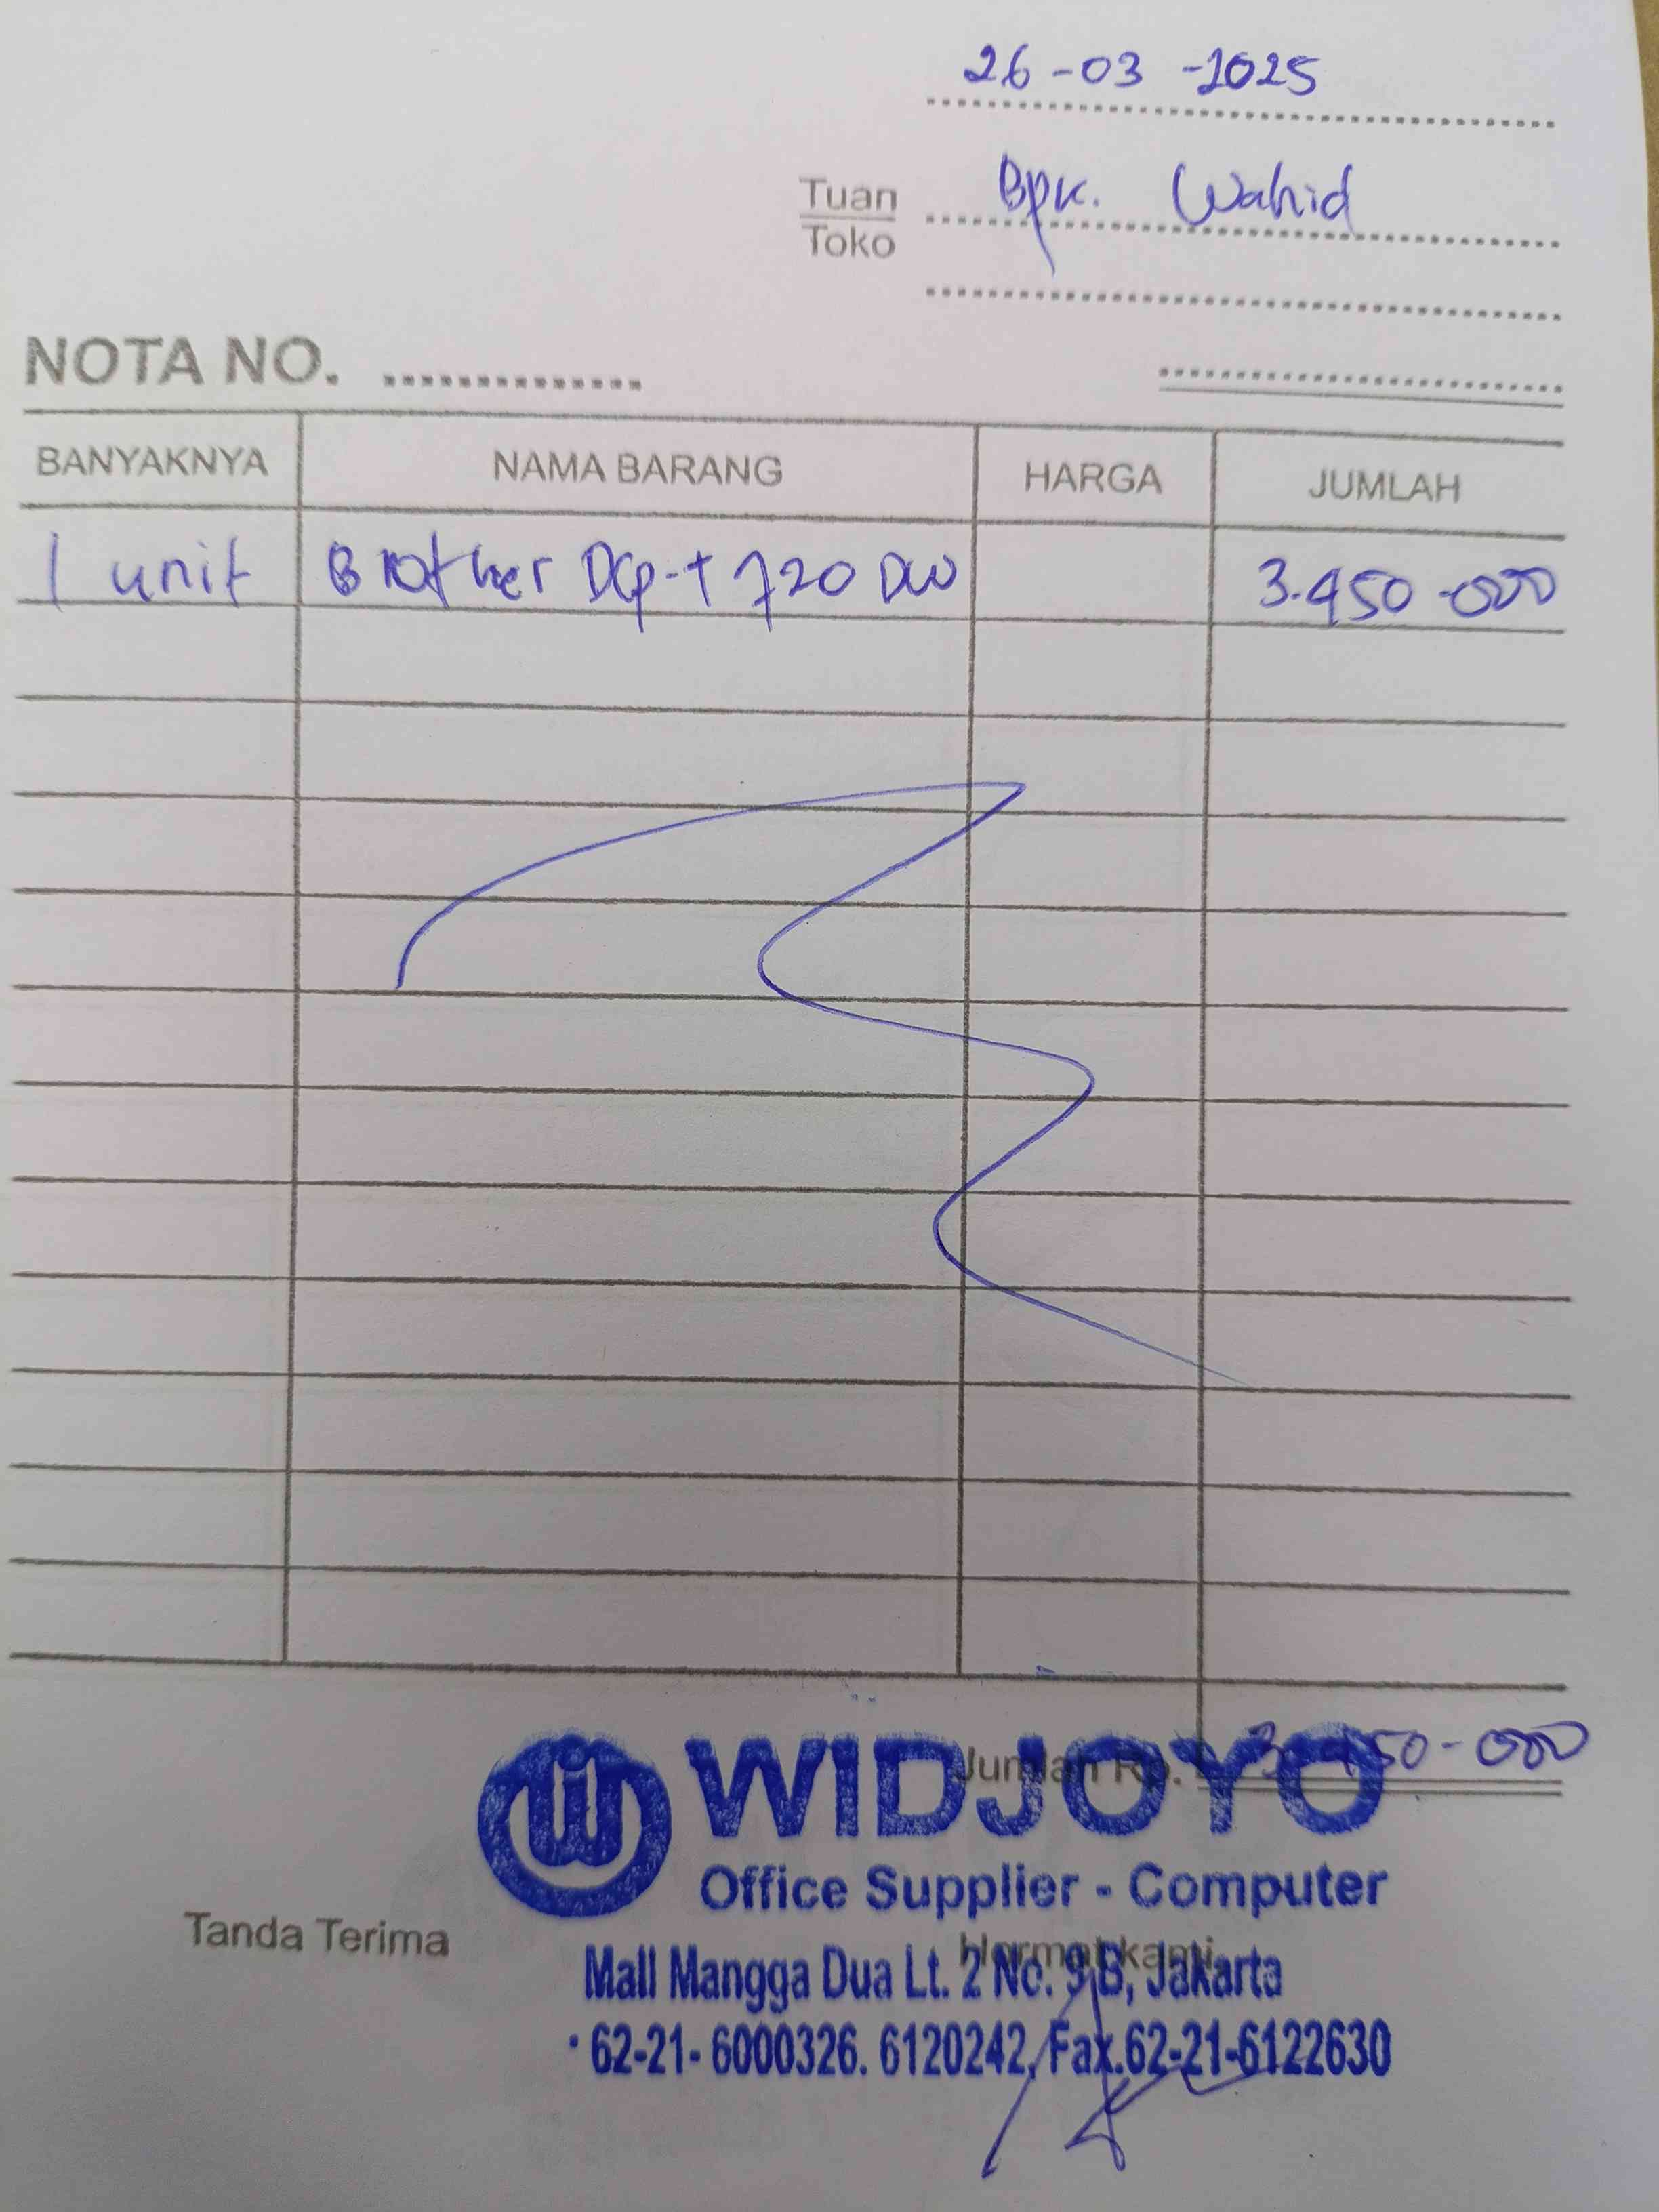 26-03-2025
Tuan Bpk. Wahid
Toko
NOTA NO. ..............
BANYAKNYA NAMA BARANG HARGA JUMLAH
1 unit Brother DCP-T 720 DW 3.450-000
Jumlah Rp. 3.450-000
WIDJOYO
Office Supplier - Computer
Tanda Terima Hormat kami,
Mall Mangga Dua Lt. 2 No. 9 B, Jakarta
62-21- 6000326. 6120242, Fax.62-21-6122630